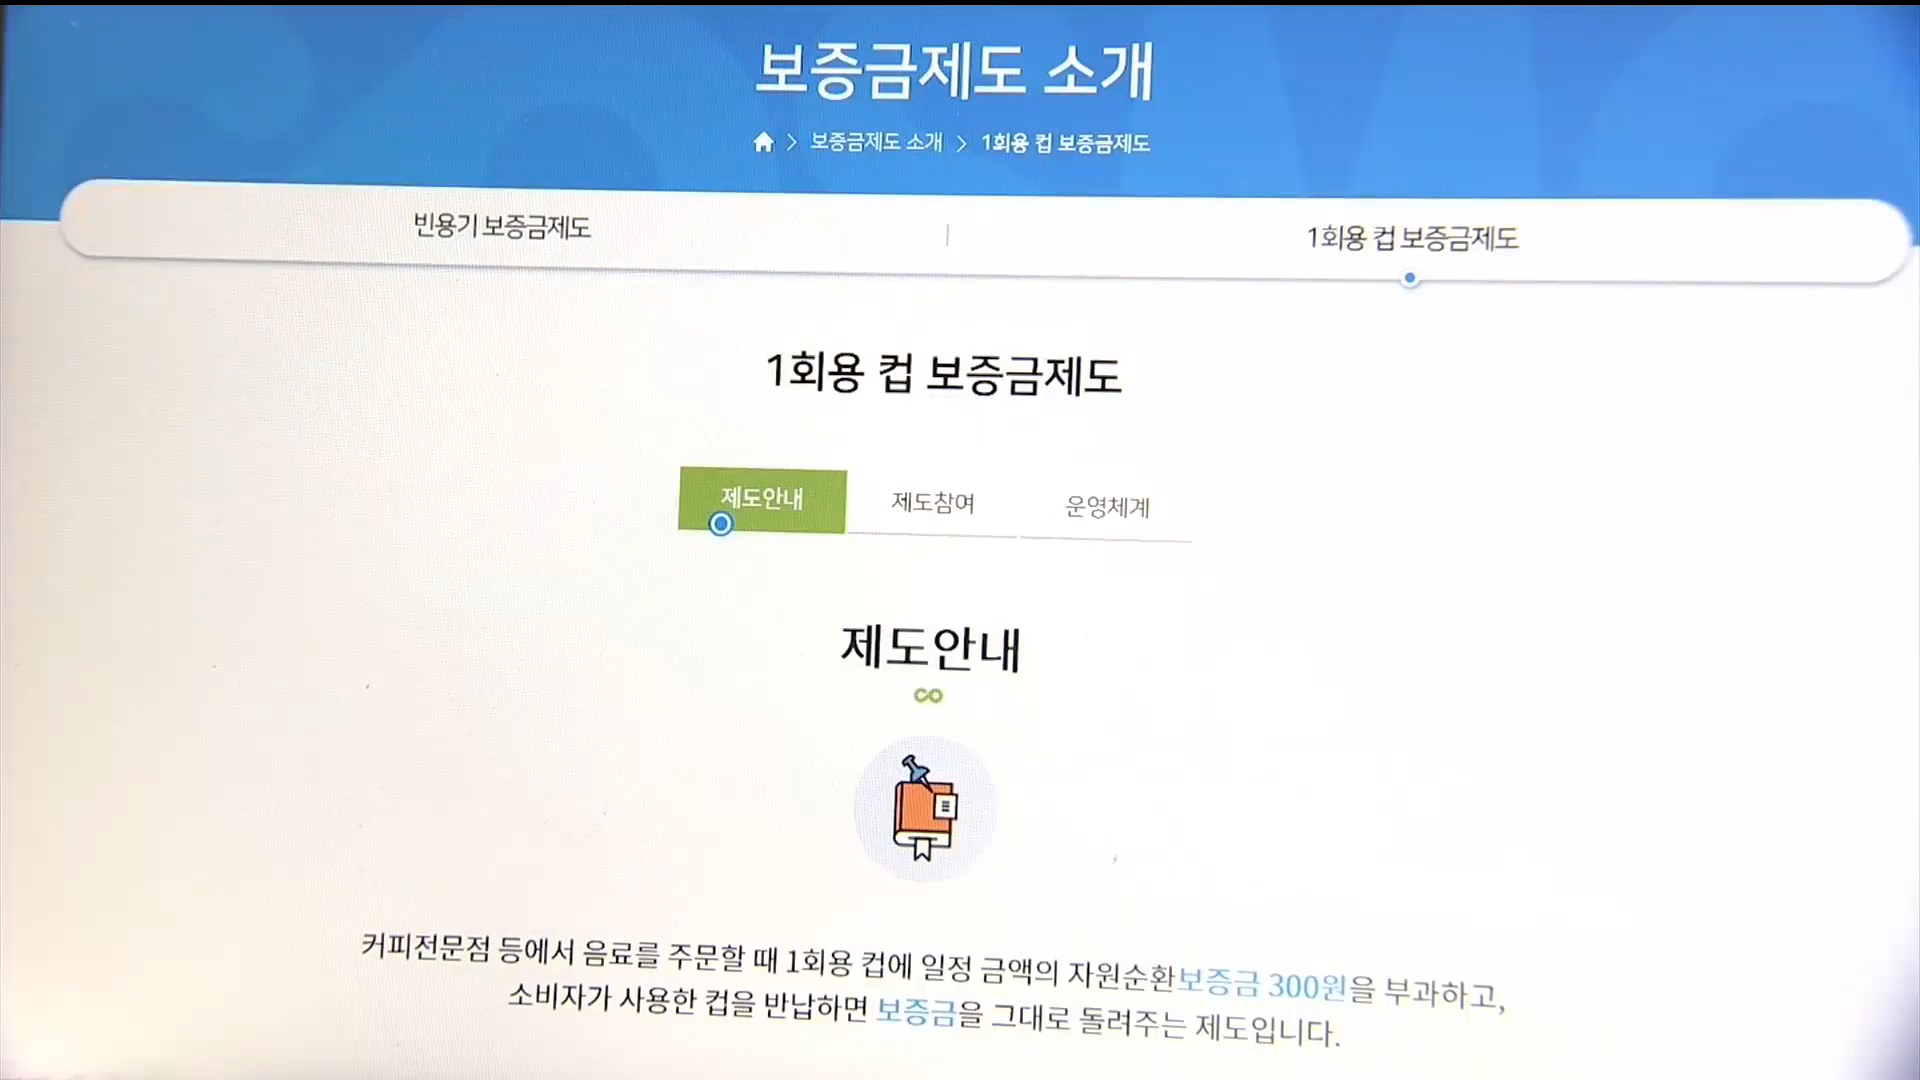 보증금제도 소개
보증금제도 소개 > 1회용 컵 보증금제도
빈용기 보증금제도 | 1회용 컵 보증금제도
1회용 컵 보증금제도
제도안내 제도참여 운영체계
제도안내
커피전문점 등에서 음료를 주문할 때 1회용 컵에 일정 금액의 자원순환보증금 300원을 부과하고,
소비자가 사용한 컵을 반납하면 보증금을 그대로 돌려주는 제도입니다.